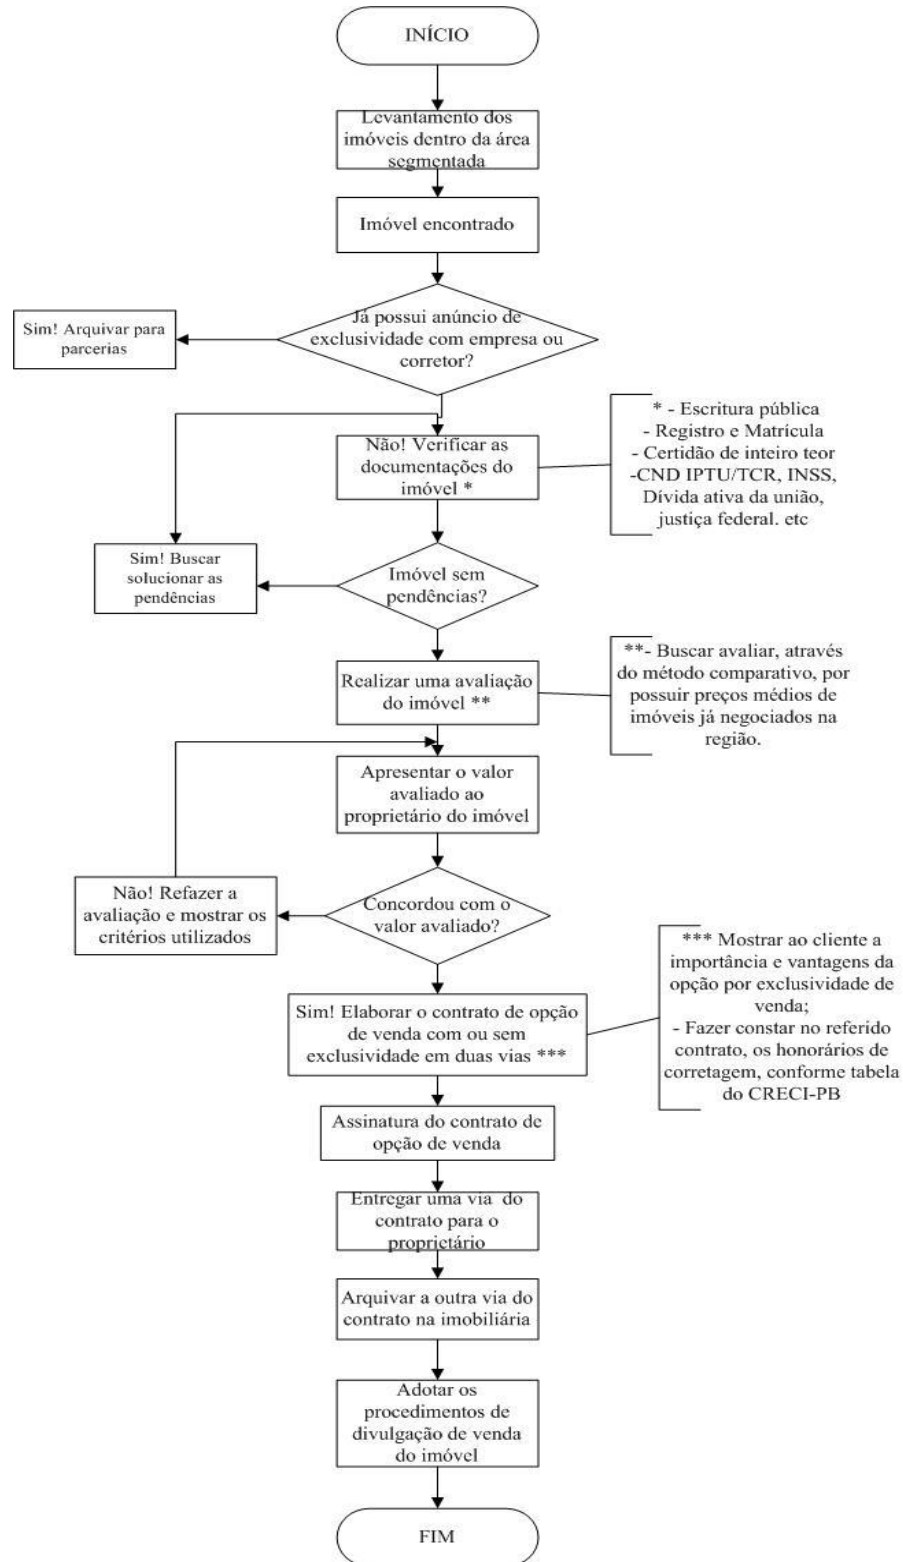 INÍCIO
Levantamento dos
imóveis dentro da área
segmentada
Imóvel encontrado
Já possui anúncio de
exclusividade com empresa ou
corretor?
Sim! Arquivar para
parcerias
Não! Verificar as
documentações do
imóvel *
* - Escritura pública
- Registro e Matrícula
- Certidão de inteiro teor
-CND IPTU/TCR, INSS,
Dívida ativa da união,
justiça federal. etc
Imóvel sem
pendências?
Sim! Buscar
solucionar as
pendências
Realizar uma avaliação
do imóvel **
**- Buscar avaliar, através
do método comparativo, por
possuir preços médios de
imóveis já negociados na
região.
Apresentar o valor
avaliado ao
proprietário do imóvel
Concordou com o
valor avaliado?
Não! Refazer a
avaliação e mostrar os
critérios utilizados
Sim! Elaborar o contrato de opção
de venda com ou sem
exclusividade em duas vias ***
*** Mostrar ao cliente a
importância e vantagens da
opção por exclusividade de
venda;
- Fazer constar no referido
contrato, os honorários de
corretagem, conforme tabela
do CRECI-PB
Assinatura do contrato de
opção de venda
Entregar uma via do
contrato para o
proprietário
Arquivar a outra via do
contrato na imobiliária
Adotar os
procedimentos de
divulgação de venda
do imóvel
FIM